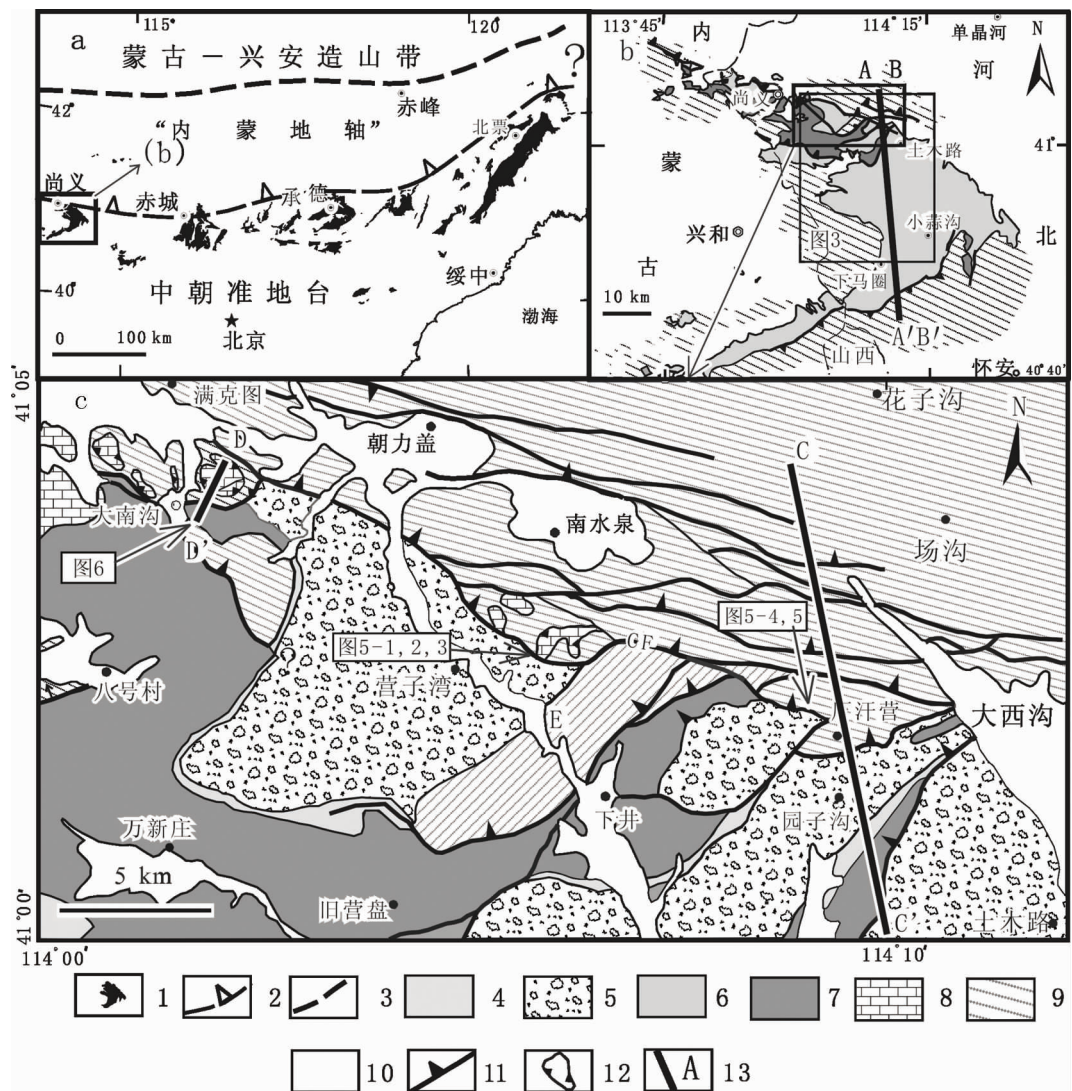 115°
120°
a
蒙古－兴安造山带
?
42
赤峰
“内蒙地轴”
北票
(b)
尚义
赤城
承德
绥中
40
中朝准地台
0 100 km
北京
渤海
113°45′
114°15′
单晶河
N
b
内
河
A B
尚义
土木路
41
蒙
小蒜沟
兴和
图3
北
古
下马圈
10 km
A′B′
山西
怀安
40°40′
41°05′
c
满克图
花子沟
N
D
朝力盖
C
大南沟
南水泉
场沟
D′
图6
图5-4,5
图5-1,2,3
CF
八号村
营子湾
E
大西沟
下井
园子沟
万新庄
5 km
旧营盘
C′
土木路
41°00′
114°00′
114°10′
1 2 3 4 5 6 7 8 9
10 11 12 A 13